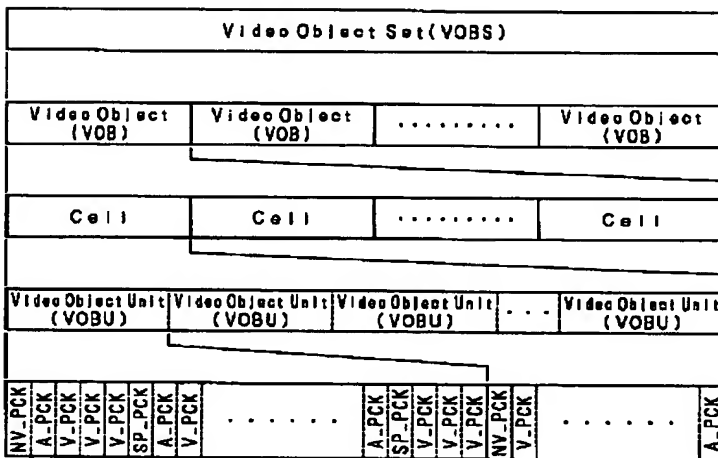 Video Object Set(VOBS)
Video Object
(VOB)
Video Object
(VOB)
.........
Video Object
(VOB)
Cell
Cell
.........
Cell
Video Object Unit
(VOBU)
Video Object Unit
(VOBU)
Video Object Unit
(VOBU)
...
Video Object Unit
(VOBU)
NV_PCK
A_PCK
V_PCK
V_PCK
V_PCK
SP_PCK
A_PCK
V_PCK
......
A_PCK
SP_PCK
V_PCK
V_PCK
V_PCK
NV_PCK
V_PCK
......
A_PCK